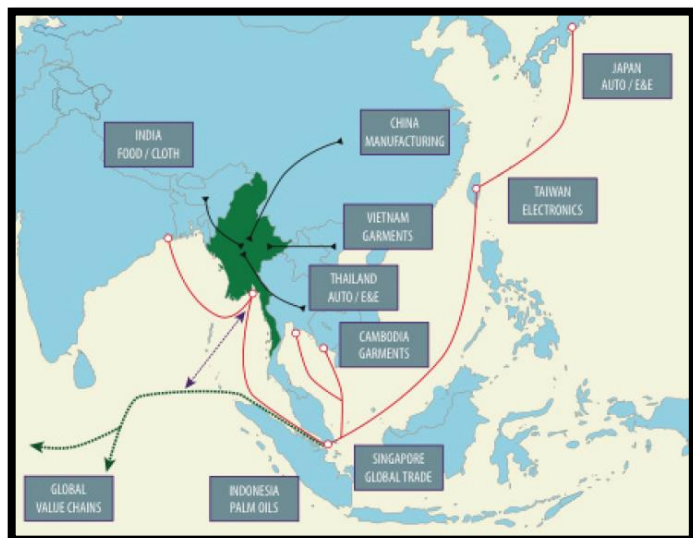 JAPAN
AUTO / E&E
CHINA
MANUFACTURING
INDIA
FOOD / CLOTH
TAIWAN
ELECTRONICS
VIETNAM
GARMENTS
THAILAND
AUTO / E&E
CAMBODIA
GARMENTS
SINGAPORE
GLOBAL TRADE
GLOBAL
VALUE CHAINS
INDONESIA
PALM OILS